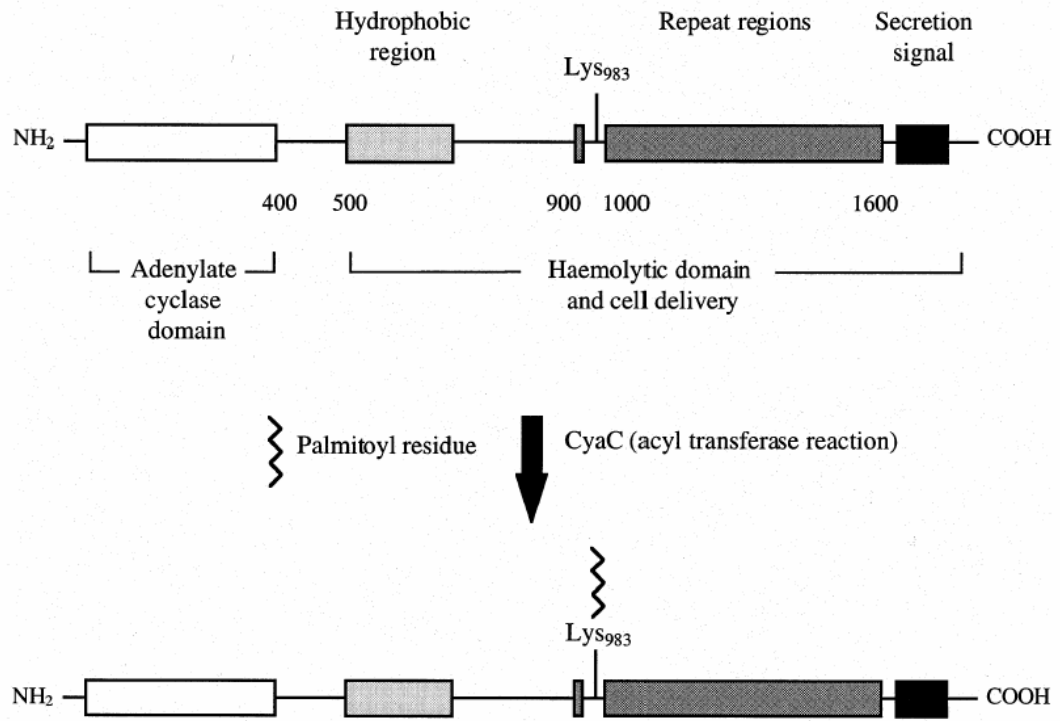 Hydrophobic
region
Repeat regions
Secretion
signal
Lys₉₈₃
NH₂
COOH
400 500 900 1000 1600
Adenylate
cyclase
domain
Haemolytic domain
and cell delivery
Palmitoyl residue
CyaC (acyl transferase reaction)
Lys₉₈₃
NH₂
COOH